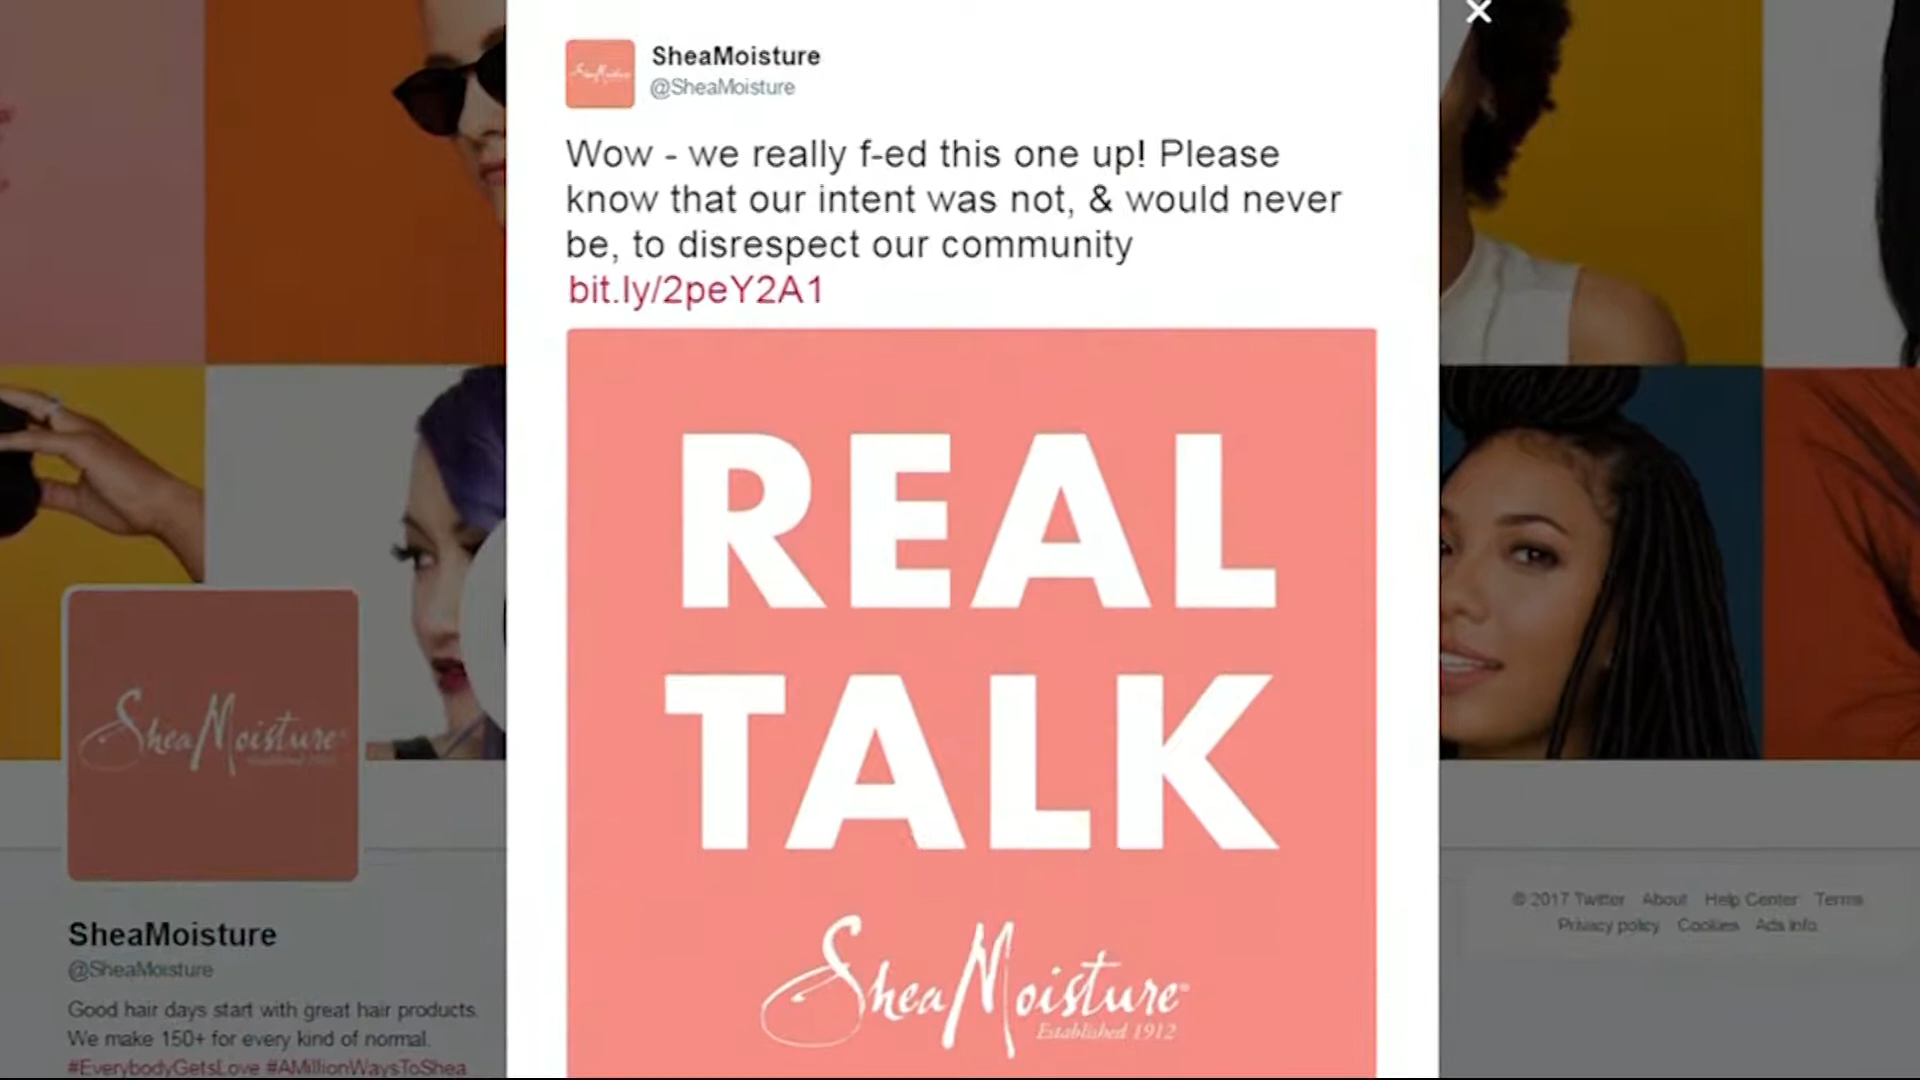 SheaMoisture
SheaMoisture
@SheaMoisture
Wow - we really f-ed this one up! Please
know that our intent was not, & would never
be, to disrespect our community
bit.ly/2peY2A1
REAL
TALK
SheaMoisture®
Established 1912
SheaMoisture
Established 1912
SheaMoisture
@SheaMoisture
Good hair days start with great hair products.
We make 150+ for every kind of normal.
#EverybodyGetsLove #AMillionWaysToShea
© 2017 Twitter About Help Center Terms
Privacy policy Cookies Ads info